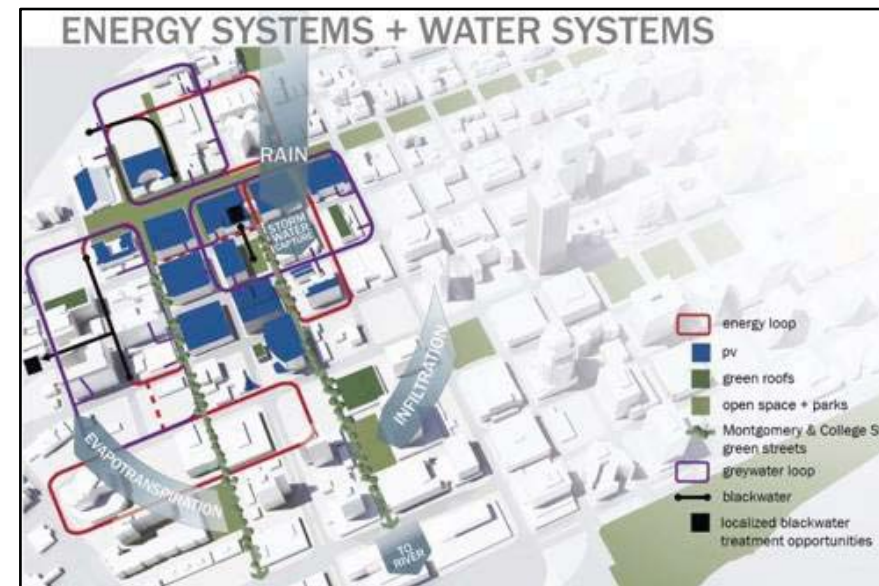 ENERGY SYSTEMS + WATER SYSTEMS
RAIN
STORM
WATER
CAPTURE
INFILTRATION
EVAPOTRANSPIRATION
TO
RIVER
energy loop
pv
green roofs
open space + parks
Montgomery & College S
green streets
greywater loop
blackwater
localized blackwater
treatment opportunities